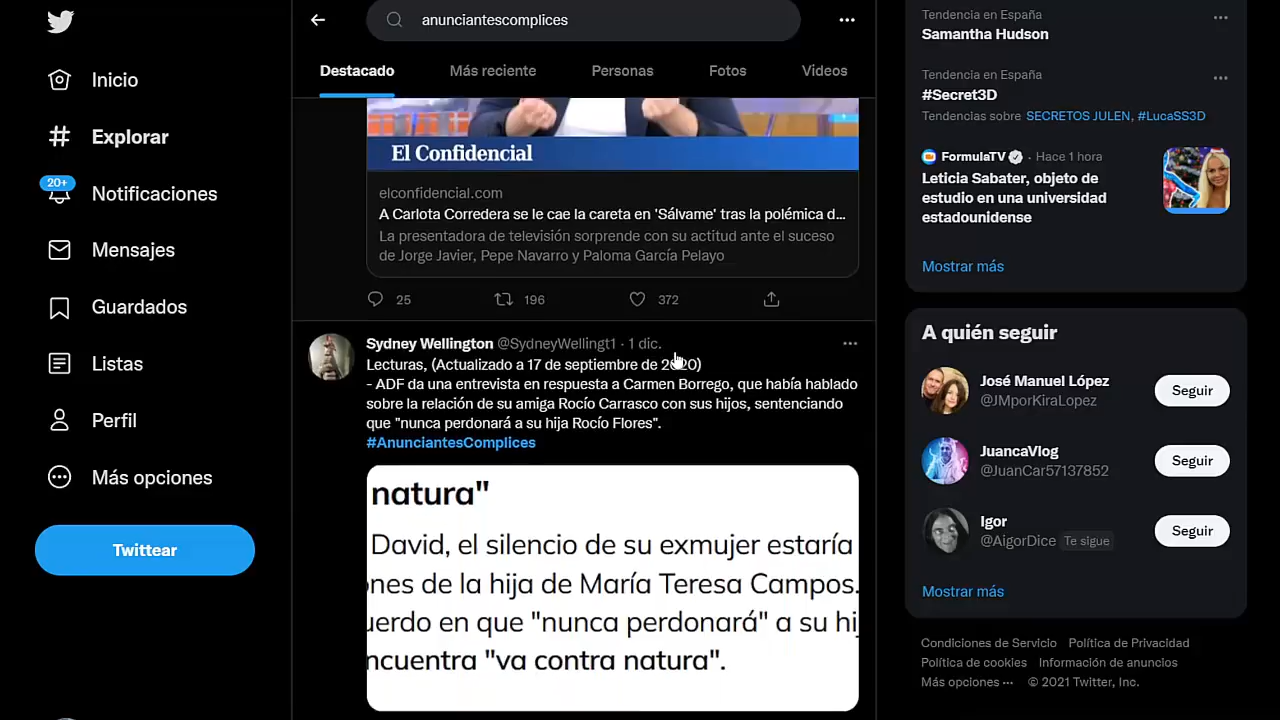 Inicio
Explorar
20+
Notificaciones
Mensajes
Guardados
Listas
Perfil
Más opciones
Twittear
anunciantescomplices
Destacado
Más reciente
Personas
Fotos
Videos
El Confidencial
elconfidencial.com
A Carlota Corredera se le cae la careta en 'Sálvame' tras la polémica d...
La presentadora de televisión sorprende con su actitud ante el suceso
de Jorge Javier, Pepe Navarro y Paloma García Pelayo
25
196
372
Sydney Wellington @SydneyWellingt1 · 1 dic.
Lecturas, (Actualizado a 17 de septiembre de 2020)
- ADF da una entrevista en respuesta a Carmen Borrego, que había hablado
sobre la relación de su amiga Rocío Carrasco con sus hijos, sentenciando
que "nunca perdonará a su hija Rocío Flores".
#AnunciantesComplices
natura"
David, el silencio de su exmujer estaría
ones de la hija de María Teresa Campos.
uerdo en que "nunca perdonará" a su hij
ncuentra "va contra natura".
Tendencia en España
Samantha Hudson
Tendencia en España
#Secret3D
Tendencias sobre SECRETOS JULEN, #LucaSS3D
FormulaTV · Hace 1 hora
Leticia Sabater, objeto de
estudio en una universidad
estadounidense
Mostrar más
A quién seguir
José Manuel López
@JMporKiraLopez
Seguir
JuancaVlog
@JuanCar57137852
Seguir
Igor
@AigorDice Te sigue
Seguir
Mostrar más
Condiciones de Servicio Política de Privacidad
Política de cookies Información de anuncios
Más opciones ··· © 2021 Twitter, Inc.